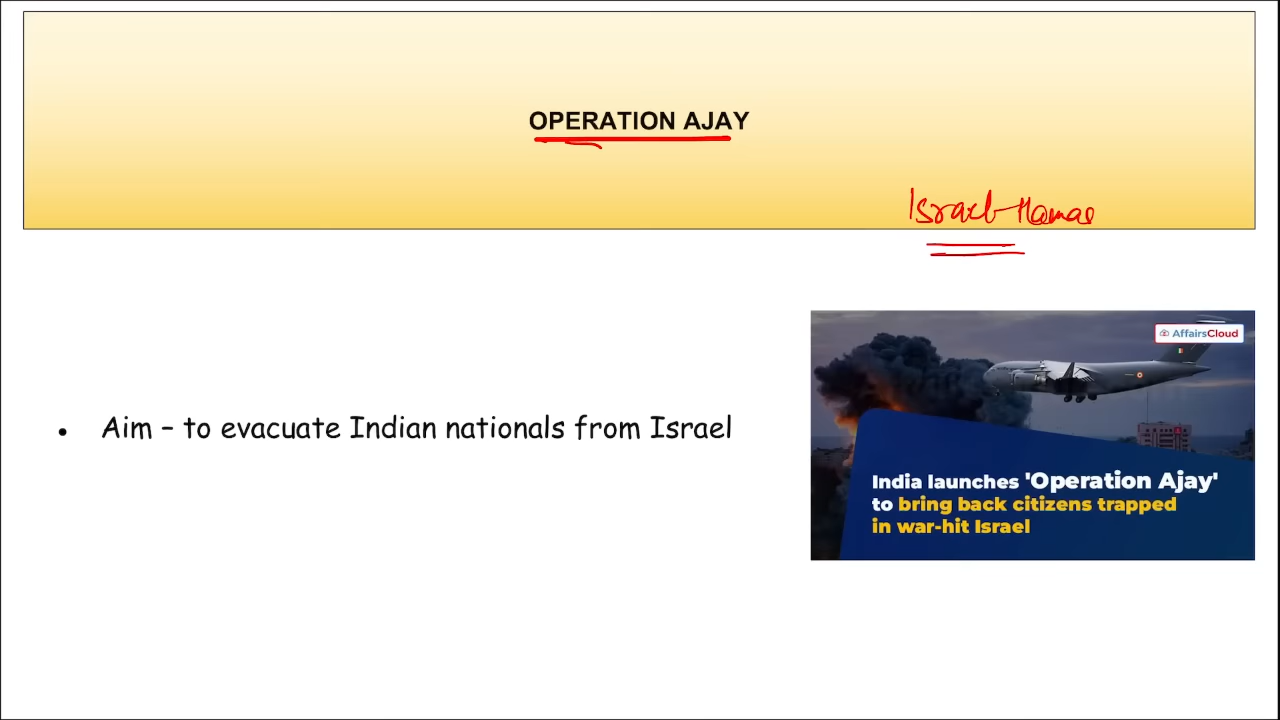 OPERATION AJAY
Israel-Hamas
AffairsCloud
• Aim – to evacuate Indian nationals from Israel
India launches 'Operation Ajay'
to bring back citizens trapped
in war-hit Israel